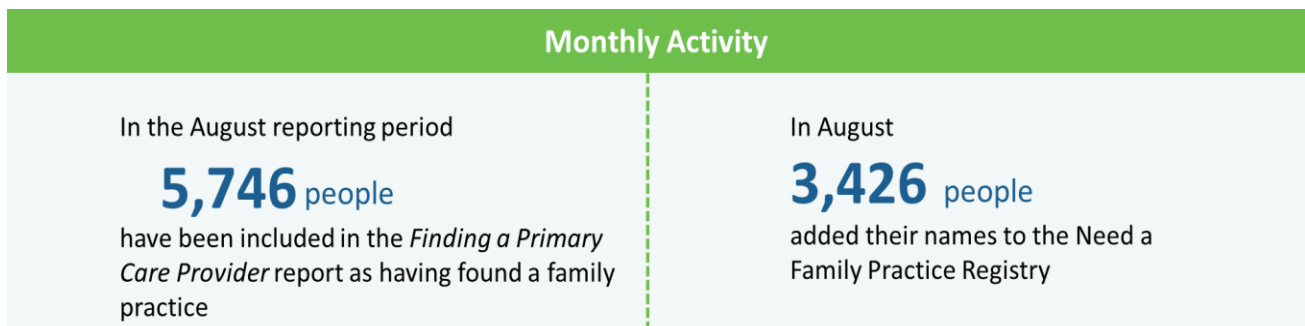 Monthly Activity
In the August reporting period
5,746 people
have been included in the Finding a Primary
Care Provider report as having found a family
practice
In August
3,426 people
added their names to the Need a
Family Practice Registry